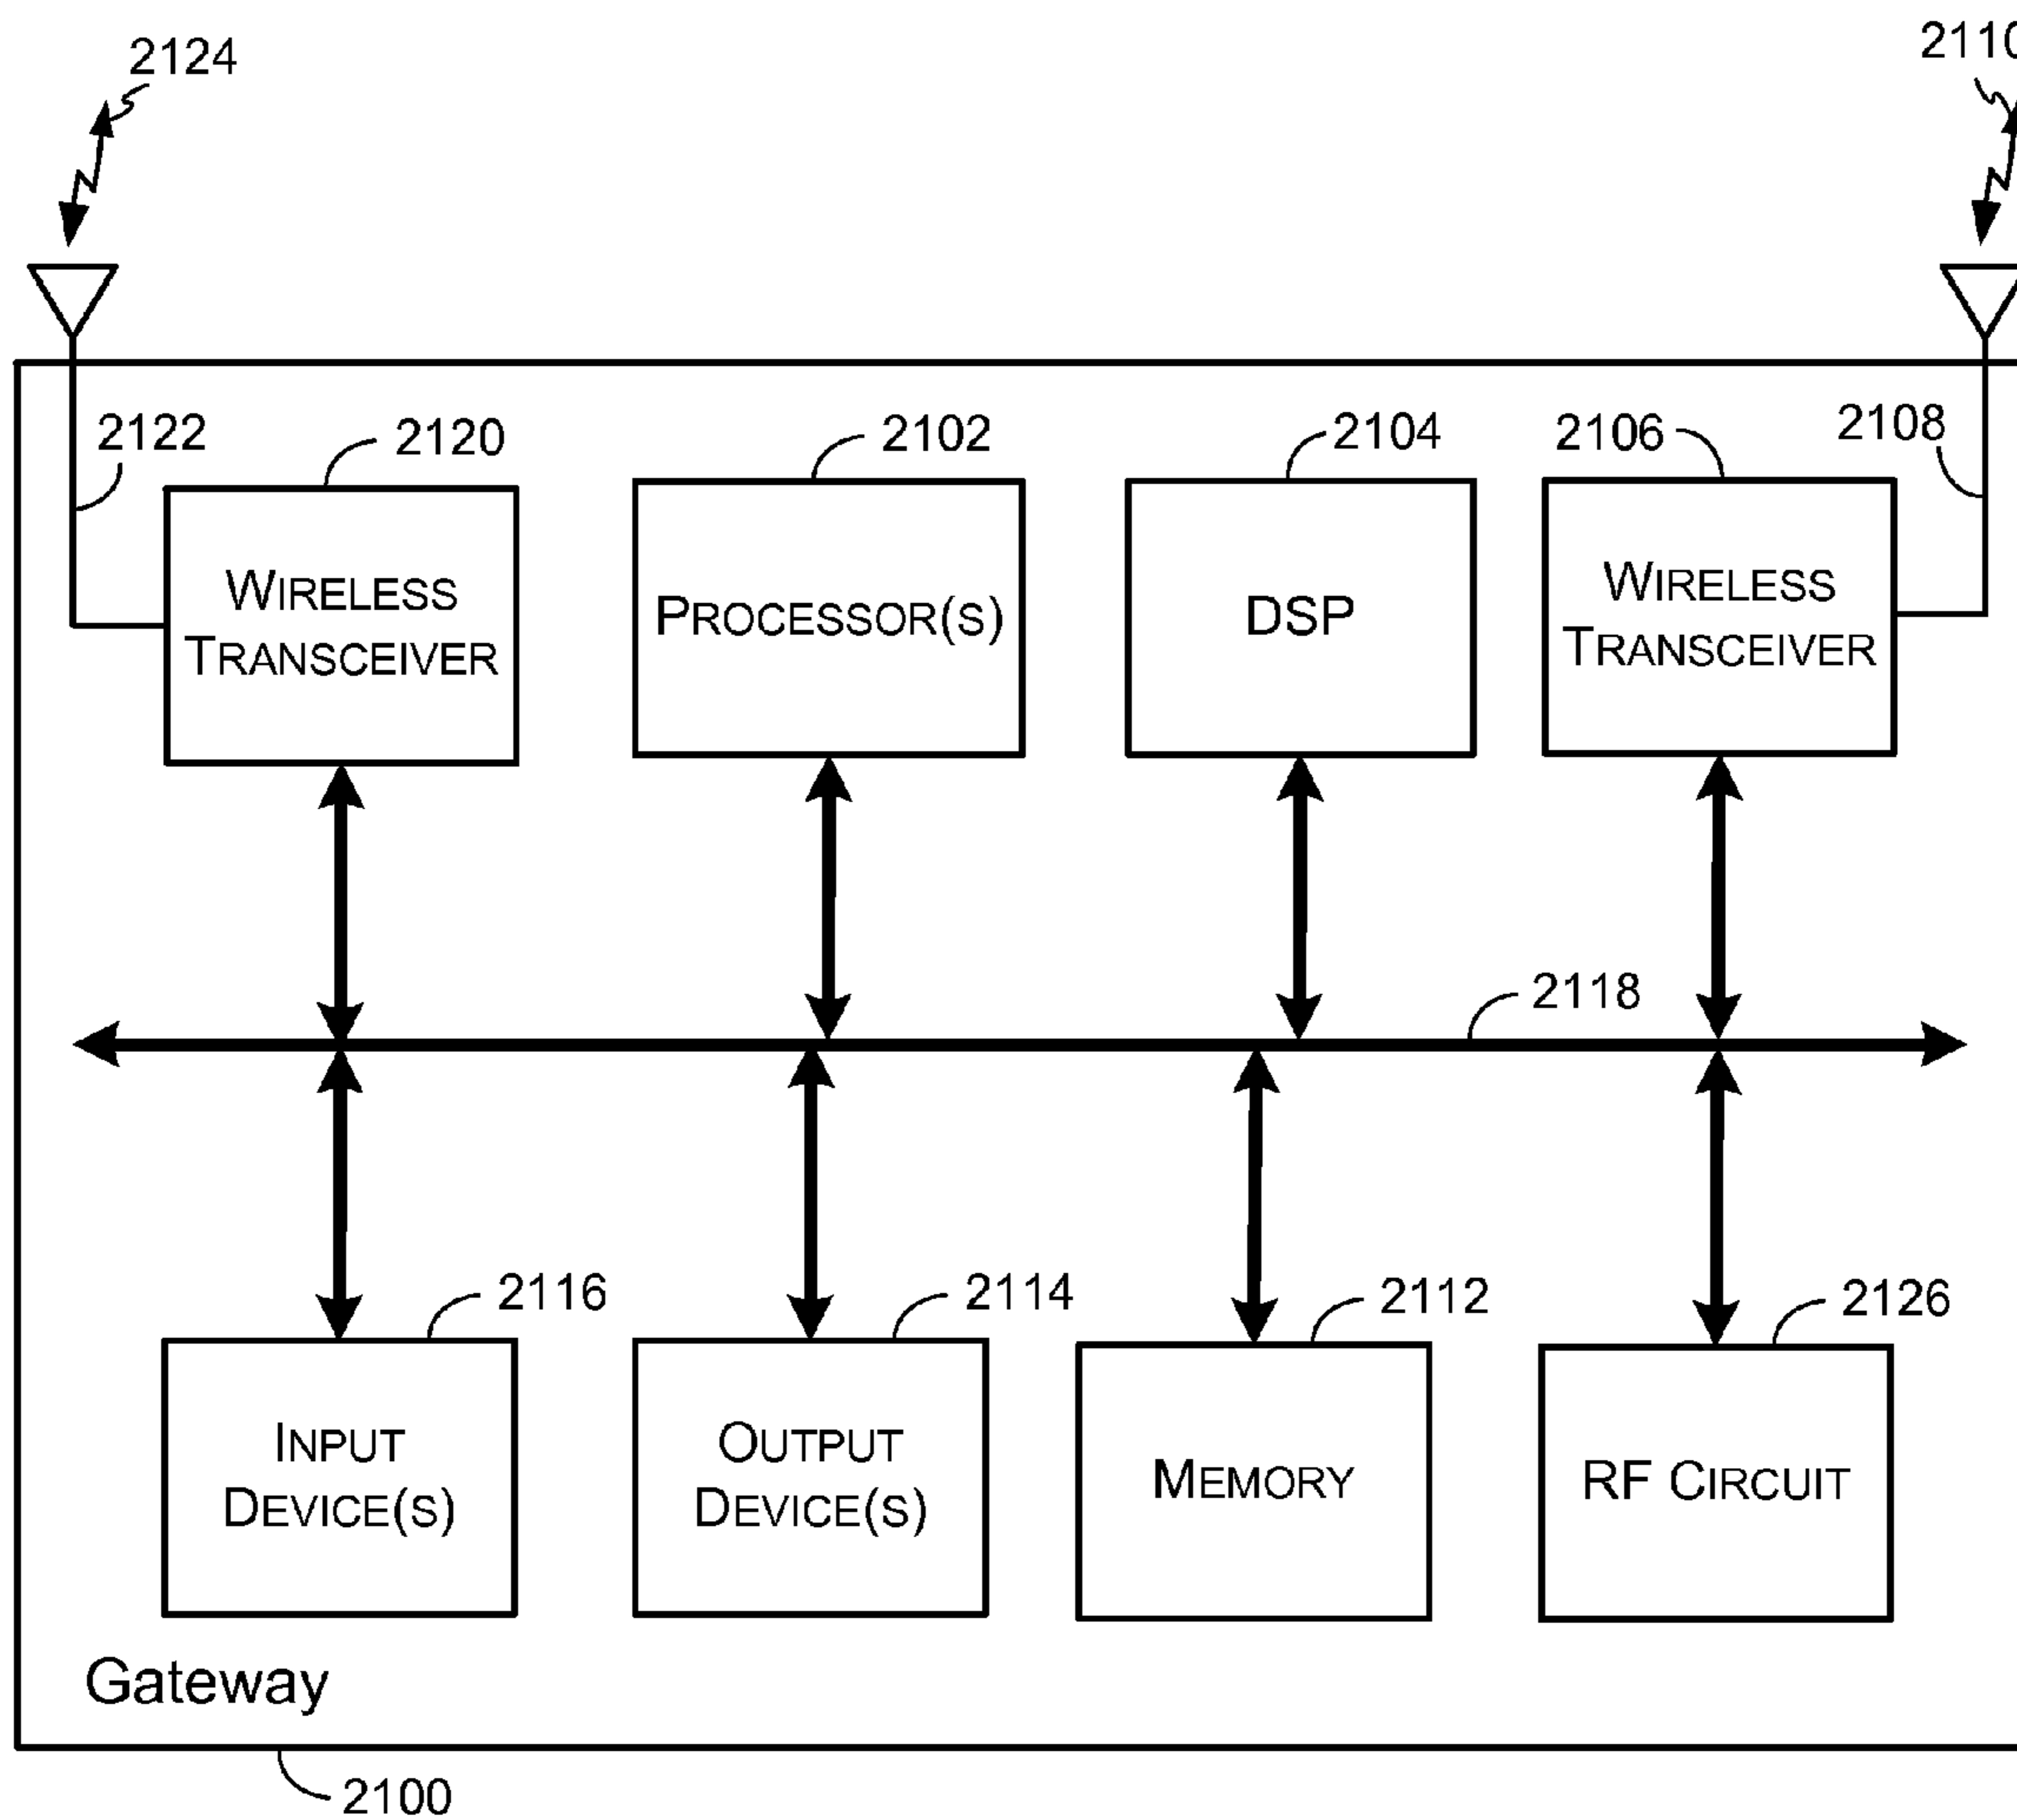 2124
2110
2122
2120
2102
2104
2106
2108
WIRELESS
TRANSCEIVER
PROCESSOR(S)
DSP
WIRELESS
TRANSCEIVER
2118
2116
2114
2112
2126
INPUT
DEVICE(S)
OUTPUT
DEVICE(S)
MEMORY
RF CIRCUIT
Gateway
2100